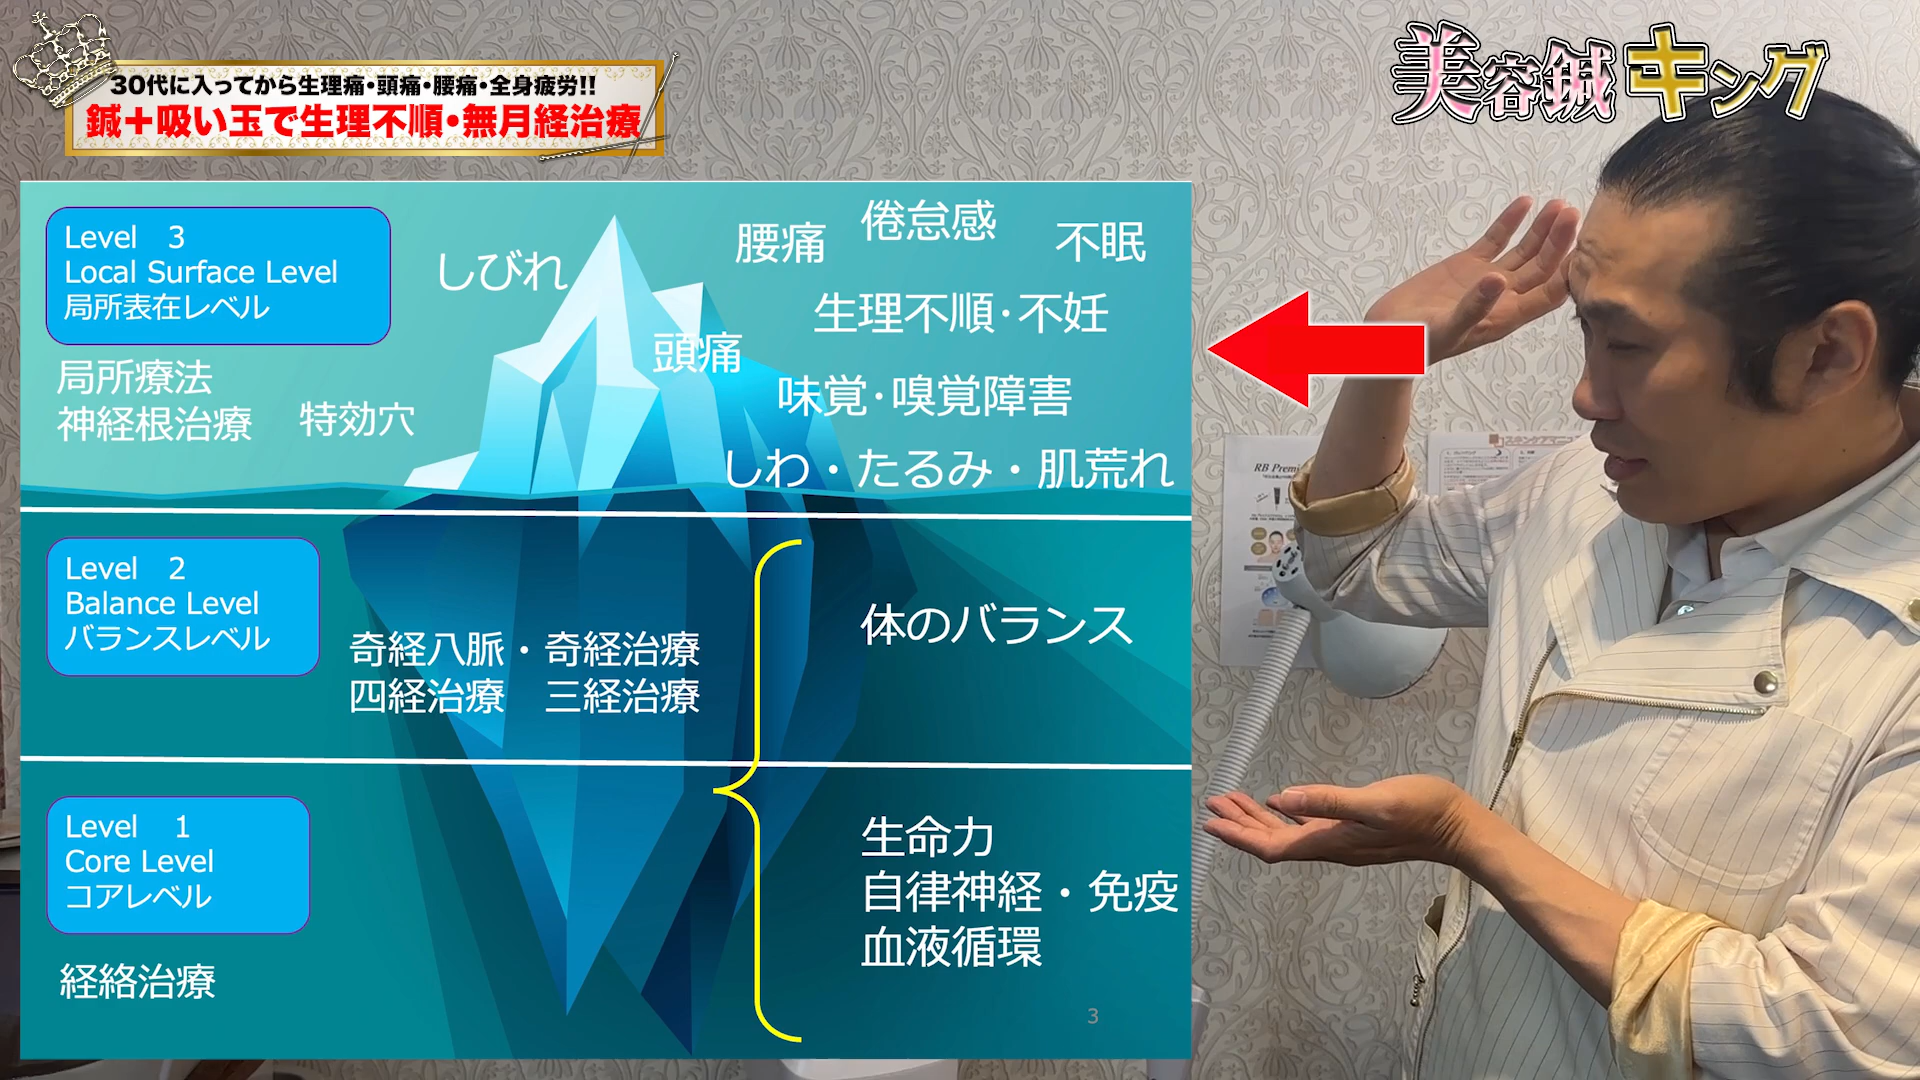 30代に入ってから生理痛・頭痛・腰痛・全身疲労!!
鍼＋吸い玉で生理不順・無月経治療
美容鍼キング
Level 3
Local Surface Level
局所表在レベル
しびれ
腰痛
倦怠感
不眠
生理不順・不妊
頭痛
味覚・嗅覚障害
しわ・たるみ・肌荒れ
局所療法
神経根治療
特効穴
Level 2
Balance Level
バランスレベル
奇経八脈・奇経治療
四経治療 三経治療
体のバランス
Level 1
Core Level
コアレベル
経絡治療
生命力
自律神経・免疫
血液循環
3
RB Premi
スキンケアマニュ